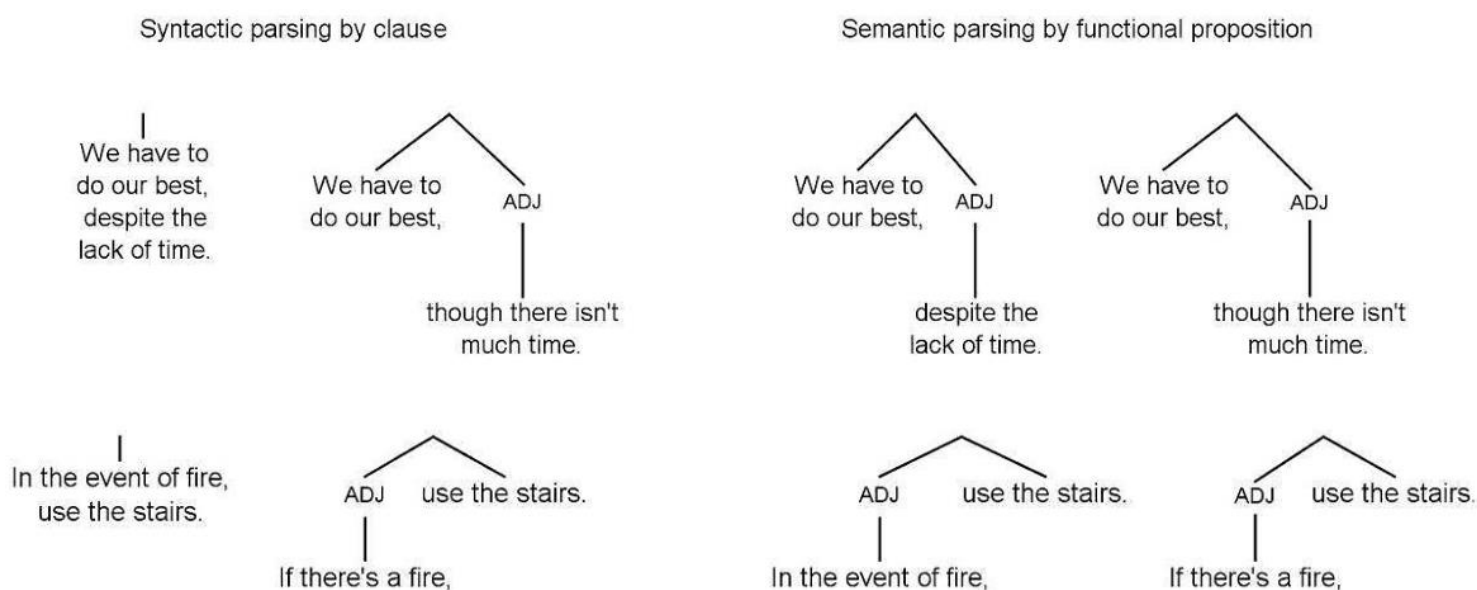 Syntactic parsing by clause
Semantic parsing by functional proposition
We have to
do our best,
despite the
lack of time.
We have to
do our best,
ADJ
though there isn't
much time.
We have to
do our best,
ADJ
despite the
lack of time.
We have to
do our best,
ADJ
though there isn't
much time.
In the event of fire,
use the stairs.
ADJ
use the stairs.
If there's a fire,
ADJ
use the stairs.
In the event of fire,
ADJ
use the stairs.
If there's a fire,